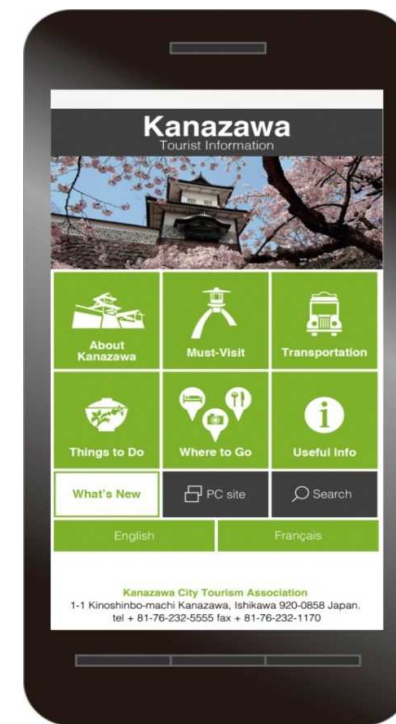 Kanazawa
Tourist Information
About
Kanazawa
Must-Visit
Transportation
Things to Do
Where to Go
Useful Info
What's New
PC site
Search
English
Français
Kanazawa City Tourism Association
1-1 Kinoshinbo-machi Kanazawa, Ishikawa 920-0858 Japan.
tel + 81-76-232-5555 fax + 81-76-232-1170